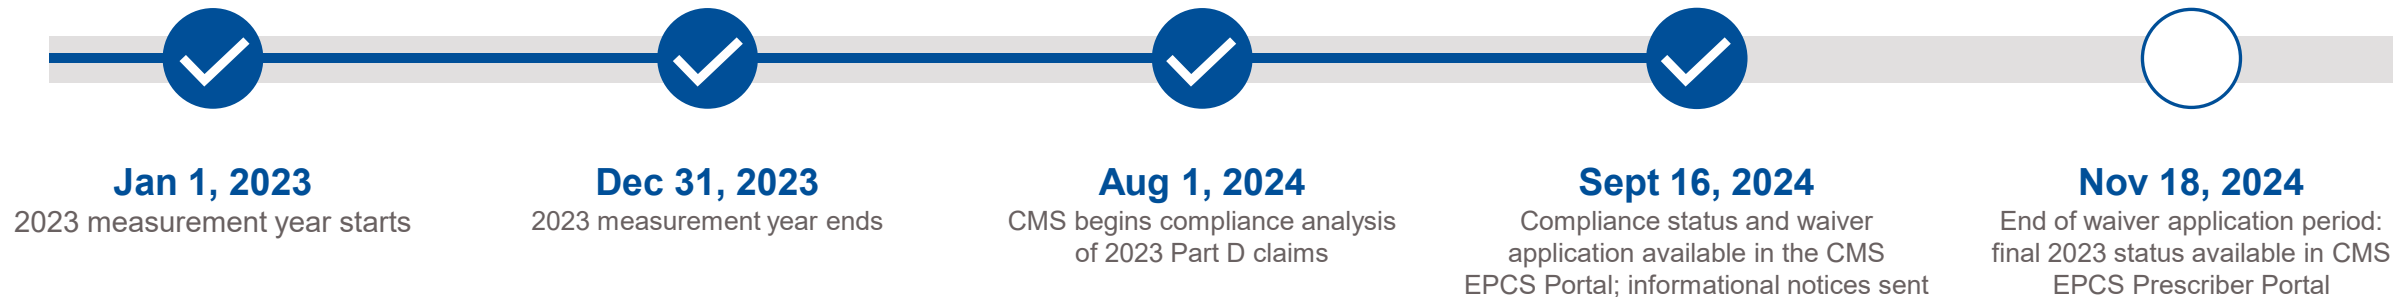 Jan 1, 2023
2023 measurement year starts
Dec 31, 2023
2023 measurement year ends
Aug 1, 2024
CMS begins compliance analysis
of 2023 Part D claims
Sept 16, 2024
Compliance status and waiver
application available in the CMS
EPCS Portal; informational notices sent
Nov 18, 2024
End of waiver application period:
final 2023 status available in CMS
EPCS Prescriber Portal